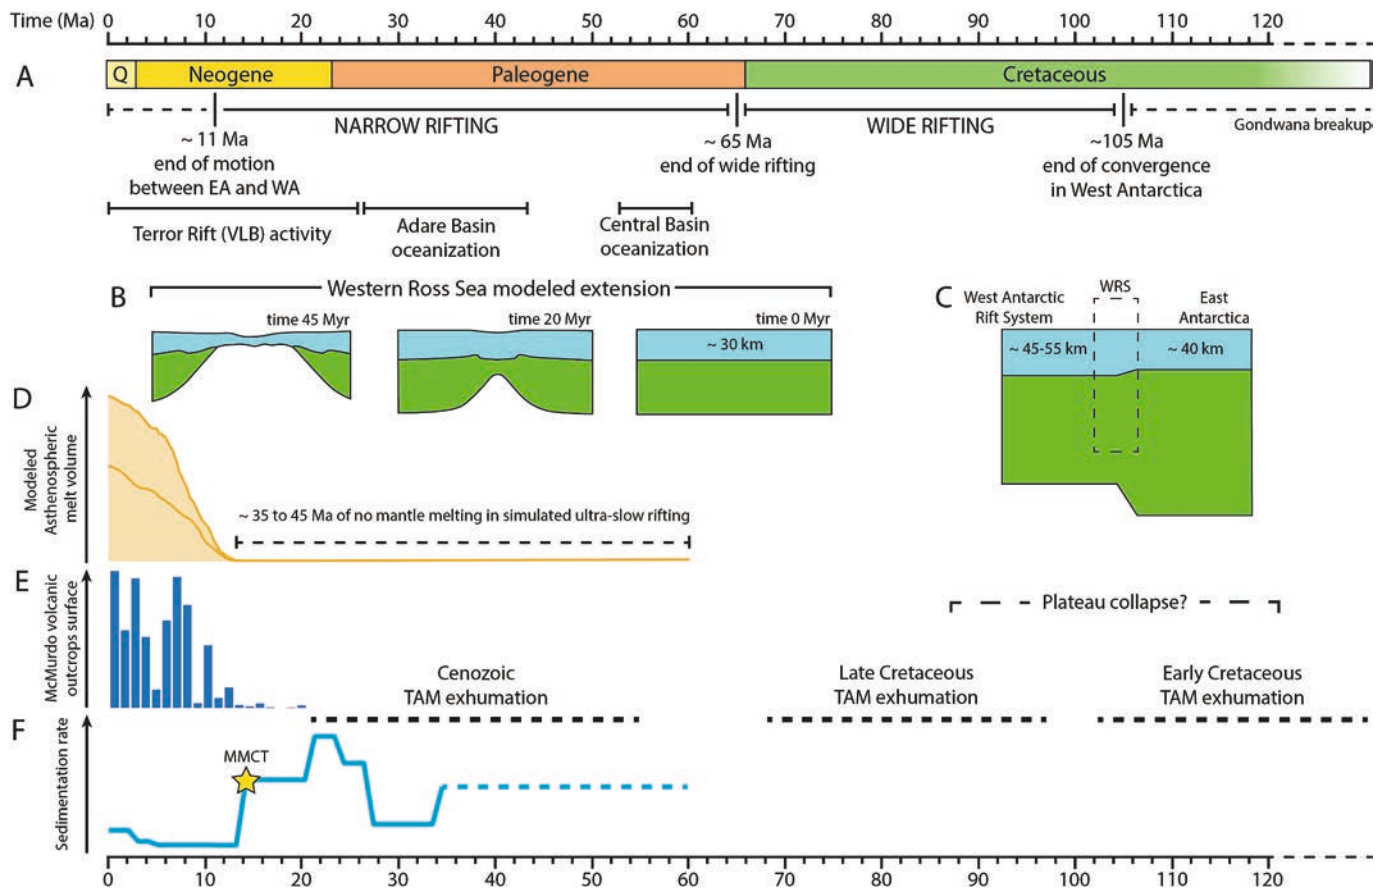 Time (Ma) 0 10 20 30 40 50 60 70 80 90 100 110 120
A
Q Neogene Paleogene Cretaceous
NARROW RIFTING WIDE RIFTING Gondwana breakup
~ 11 Ma
end of motion
between EA and WA
~ 65 Ma
end of wide rifting
~105 Ma
end of convergence
in West Antarctica
Terror Rift (VLB) activity
Adare Basin
oceanization
Central Basin
oceanization
B
Western Ross Sea modeled extension
time 45 Myr
time 20 Myr
time 0 Myr
~ 30 km
C
West Antarctic
Rift System
WRS
East
Antarctica
~ 45-55 km
~ 40 km
D
Modeled
Asthenospheric
melt volume
~ 35 to 45 Ma of no mantle melting in simulated ultra-slow rifting
E
McMurdo volcanic
outcrops surface
Plateau collapse?
Cenozoic
TAM exhumation
Late Cretaceous
TAM exhumation
Early Cretaceous
TAM exhumation
F
Sedimentation rate
MMCT
0 10 20 30 40 50 60 70 80 90 100 110 120